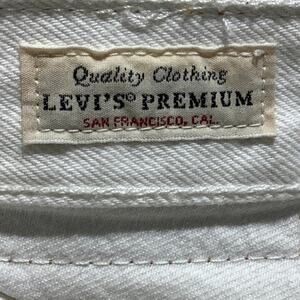 Quality Clothing
LEVI'S® PREMIUM
SAN FRANCISCO, CAL.